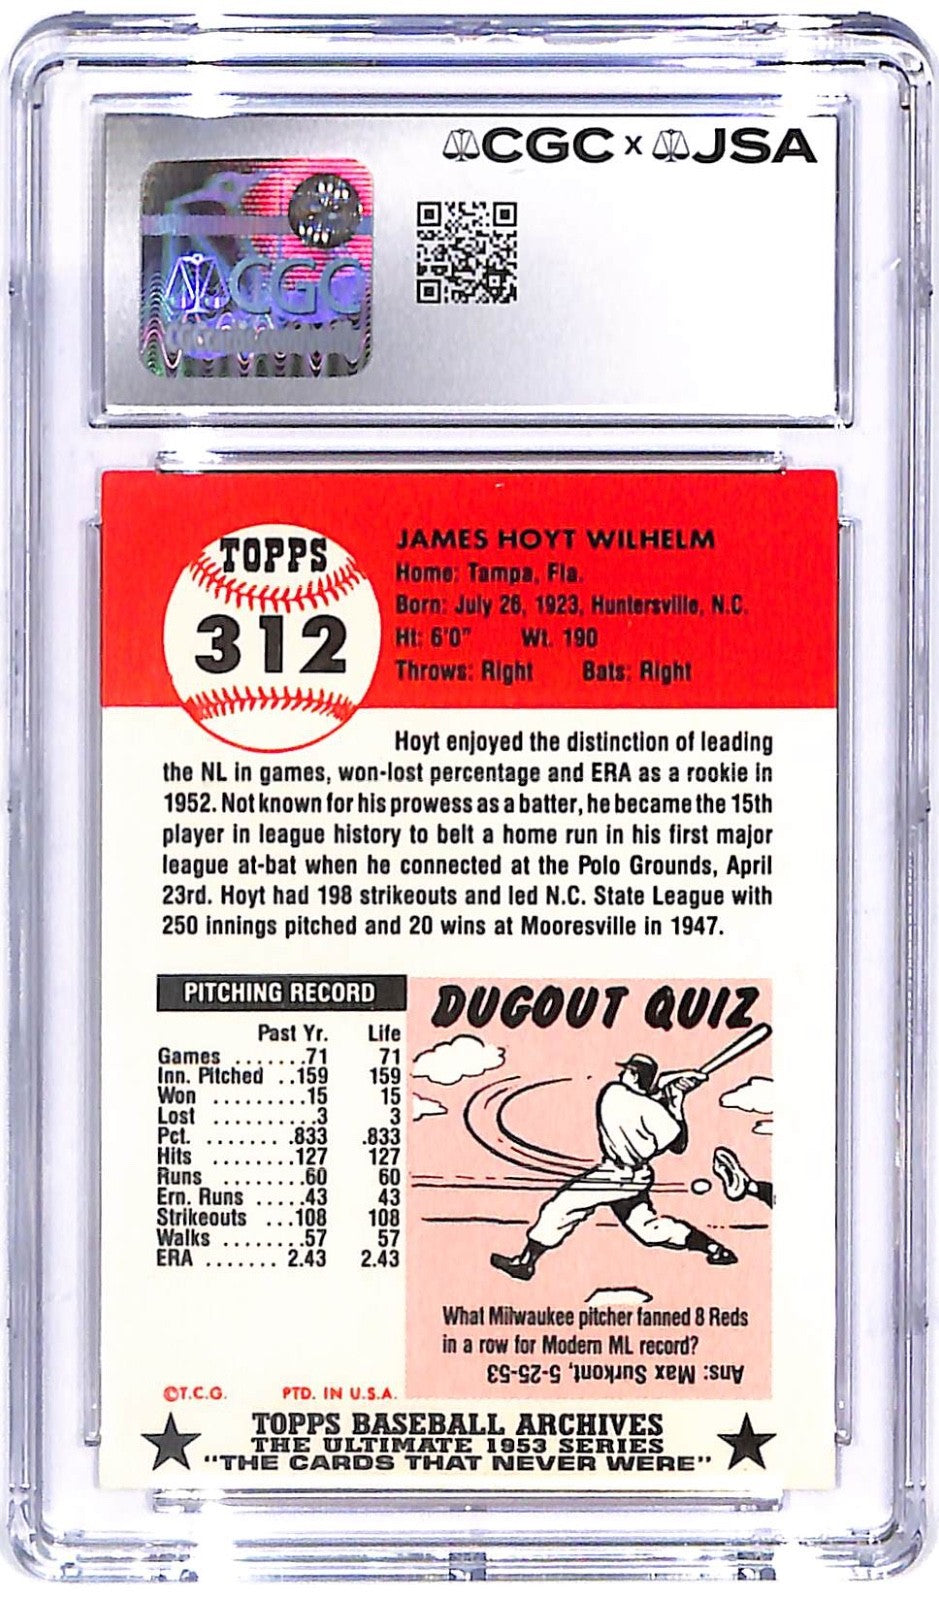 CGC x JSA
CGC
TOPPS
312
JAMES HOYT WILHELM
Home: Tampa, Fla.
Born: July 26, 1923, Huntersville, N.C.
Ht: 6'0" Wt. 190
Throws: Right Bats: Right
Hoyt enjoyed the distinction of leading
the NL in games, won-lost percentage and ERA as a rookie in
1952. Not known for his prowess as a batter, he became the 15th
player in league history to belt a home run in his first major
league at-bat when he connected at the Polo Grounds, April
23rd. Hoyt had 198 strikeouts and led N.C. State League with
250 innings pitched and 20 wins at Mooresville in 1947.
PITCHING RECORD
Past Yr. Life
Games .......71 71
Inn. Pitched ..159 159
Won .........15 15
Lost ..........3 3
Pct. ........833 .833
Hits ........127 127
Runs ........60 60
Ern. Runs .....43 43
Strikeouts ...108 108
Walks ........57 57
ERA ....... 2.43 2.43
DUGOUT QUIZ
What Milwaukee pitcher fanned 8 Reds
in a row for Modern ML record?
Ans: Max Surkont, 5-25-53
©T.C.G. PTD. IN U.S.A.
TOPPS BASEBALL ARCHIVES
THE ULTIMATE 1953 SERIES
"THE CARDS THAT NEVER WERE"